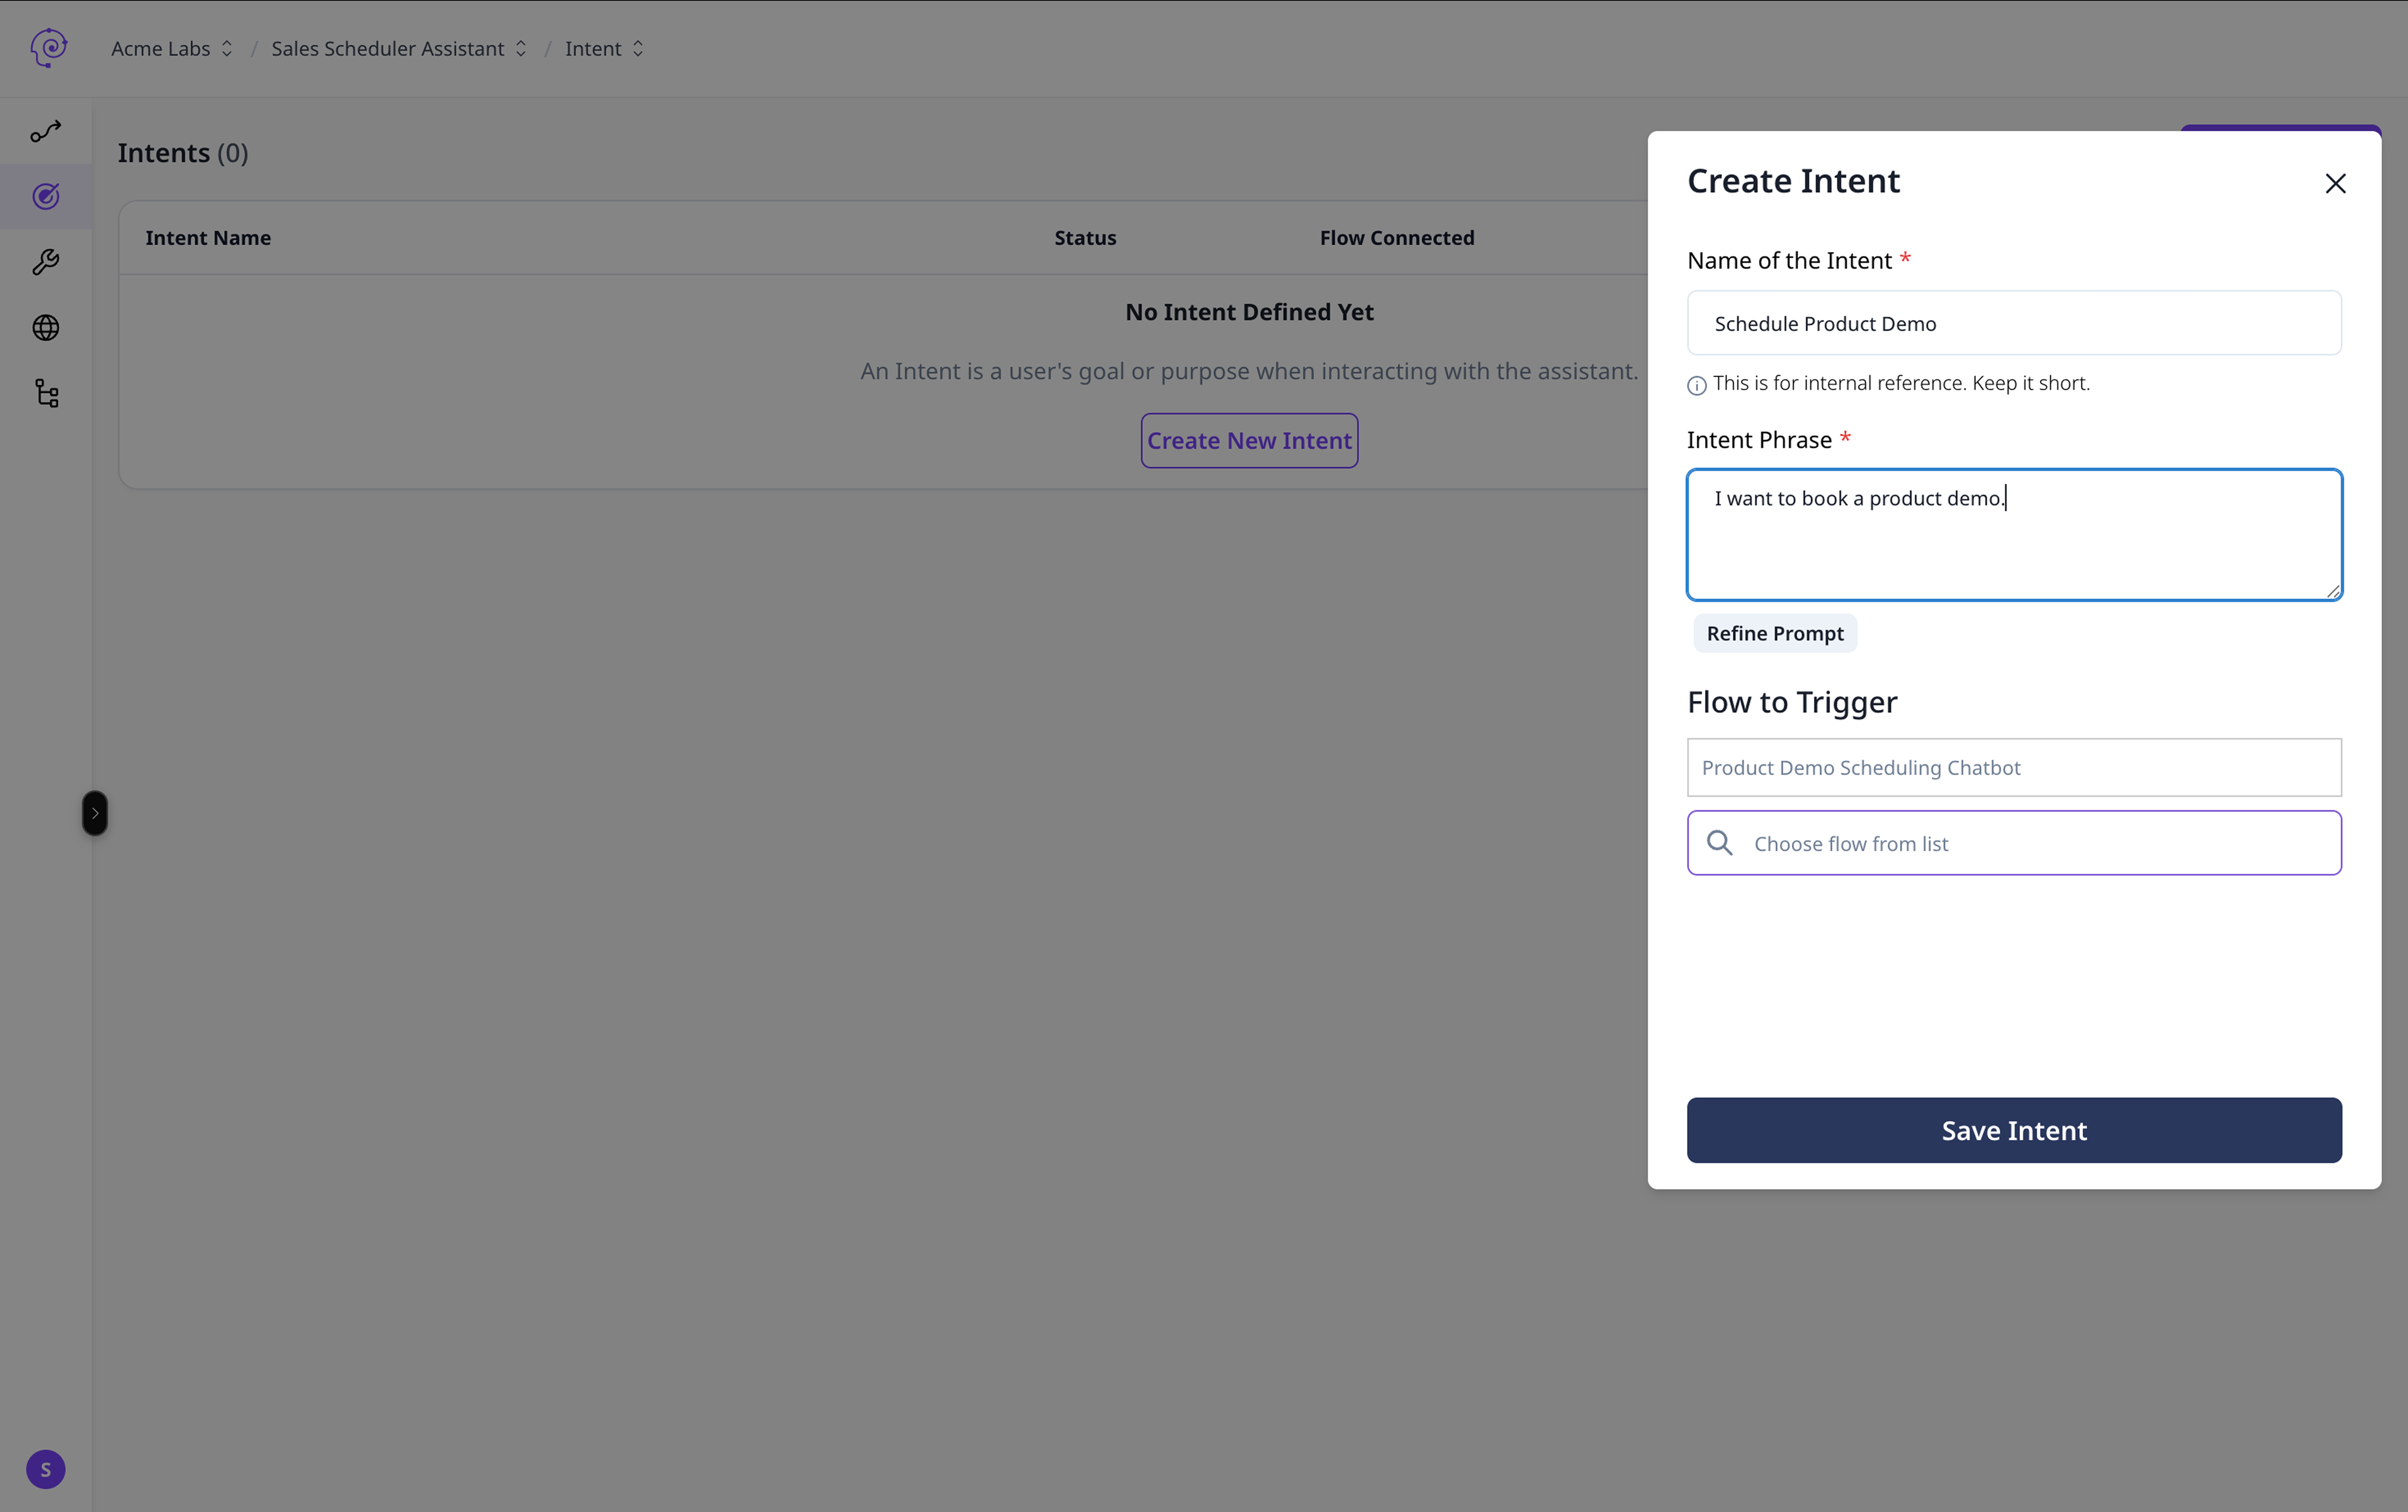 Acme Labs / Sales Scheduler Assistant / Intent
Intents (0)
Intent Name Status Flow Connected
No Intent Defined Yet
An Intent is a user's goal or purpose when interacting with the assistant.
Create New Intent
Create Intent
Name of the Intent *
Schedule Product Demo
This is for internal reference. Keep it short.
Intent Phrase *
I want to book a product demo.
Refine Prompt
Flow to Trigger
Product Demo Scheduling Chatbot
Choose flow from list
Save Intent
S